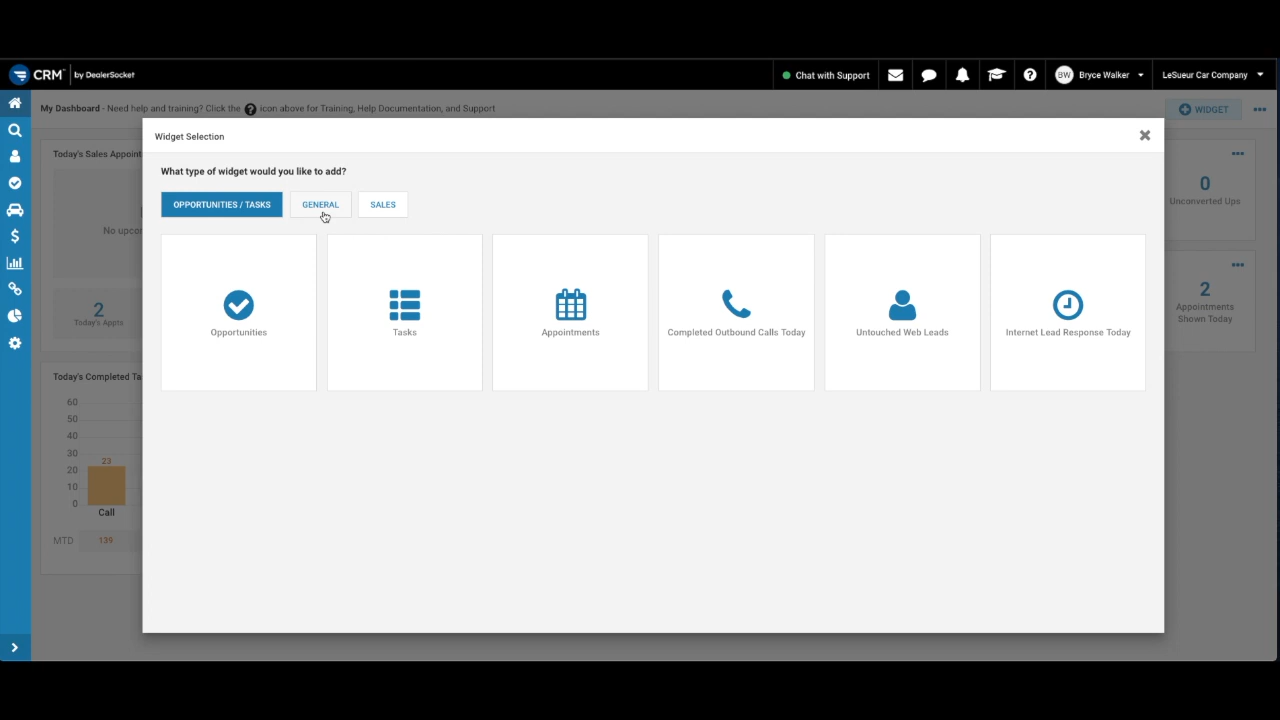 CRM™ by DealerSocket
Chat with Support
BW Bryce Walker
LeSueur Car Company
My Dashboard - Need help and training? Click the ? icon above for Training, Help Documentation, and Support
WIDGET
Widget Selection
What type of widget would you like to add?
OPPORTUNITIES / TASKS
GENERAL
SALES
Opportunities
Tasks
Appointments
Completed Outbound Calls Today
Untouched Web Leads
Internet Lead Response Today
Today's Sales Appoint
No upcor
2
Today's Appts
0
Unconverted Ups
2
Appointments
Shown Today
Today's Completed Ta
60
50
40
30
20
10
0
23
Call
MTD
139